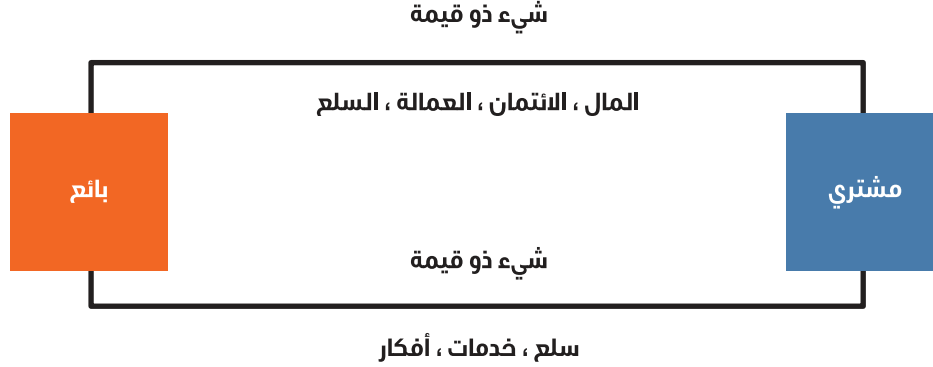 شيء ذو قيمة
المال ، الائتمان ، العمالة ، السلع
مشتري
بائع
شيء ذو قيمة
سلع ، خدمات ، أفكار